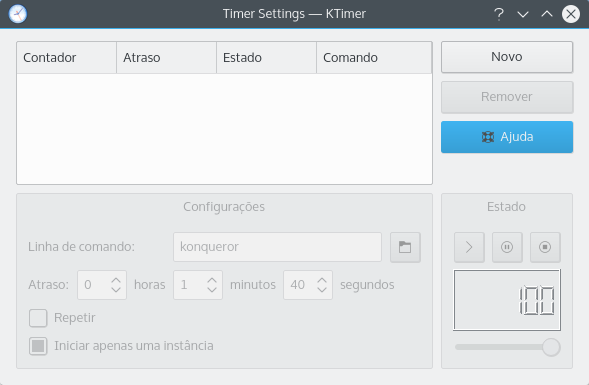 Timer Settings — KTimer
Contador Atraso Estado Comando
Novo
Remover
Ajuda
Configurações
Linha de comando: konqueror
Atraso: 0 horas 1 minutos 40 segundos
Repetir
Iniciar apenas uma instância
Estado
100